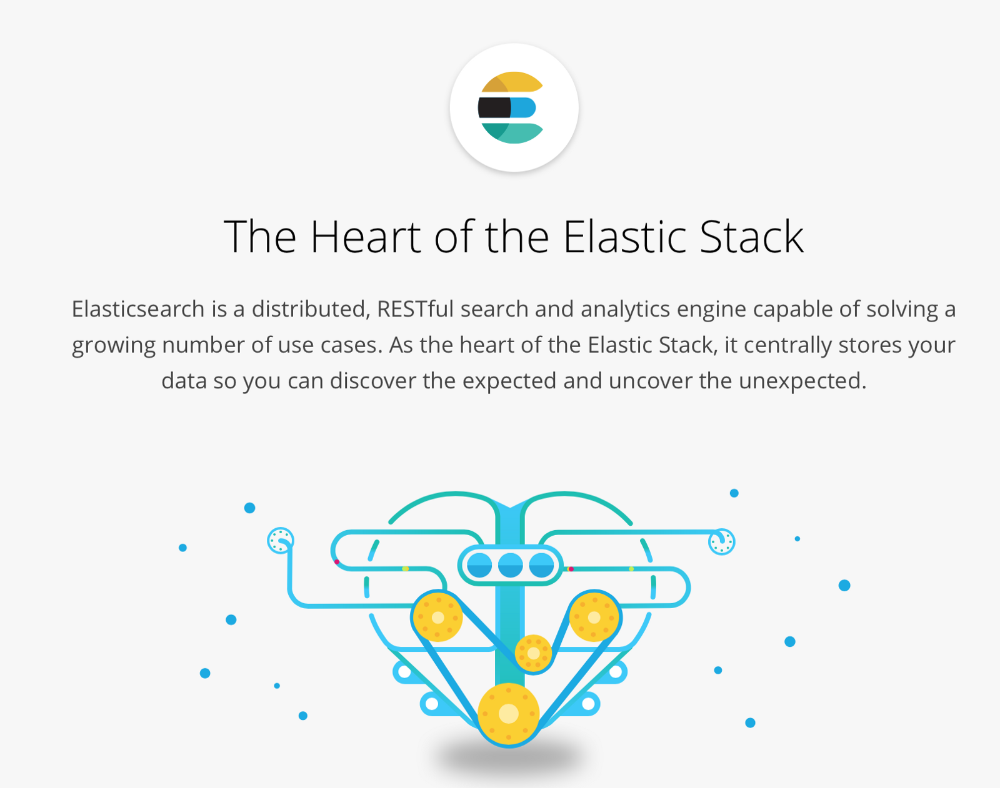 The Heart of the Elastic Stack
Elasticsearch is a distributed, RESTful search and analytics engine capable of solving a
growing number of use cases. As the heart of the Elastic Stack, it centrally stores your
data so you can discover the expected and uncover the unexpected.